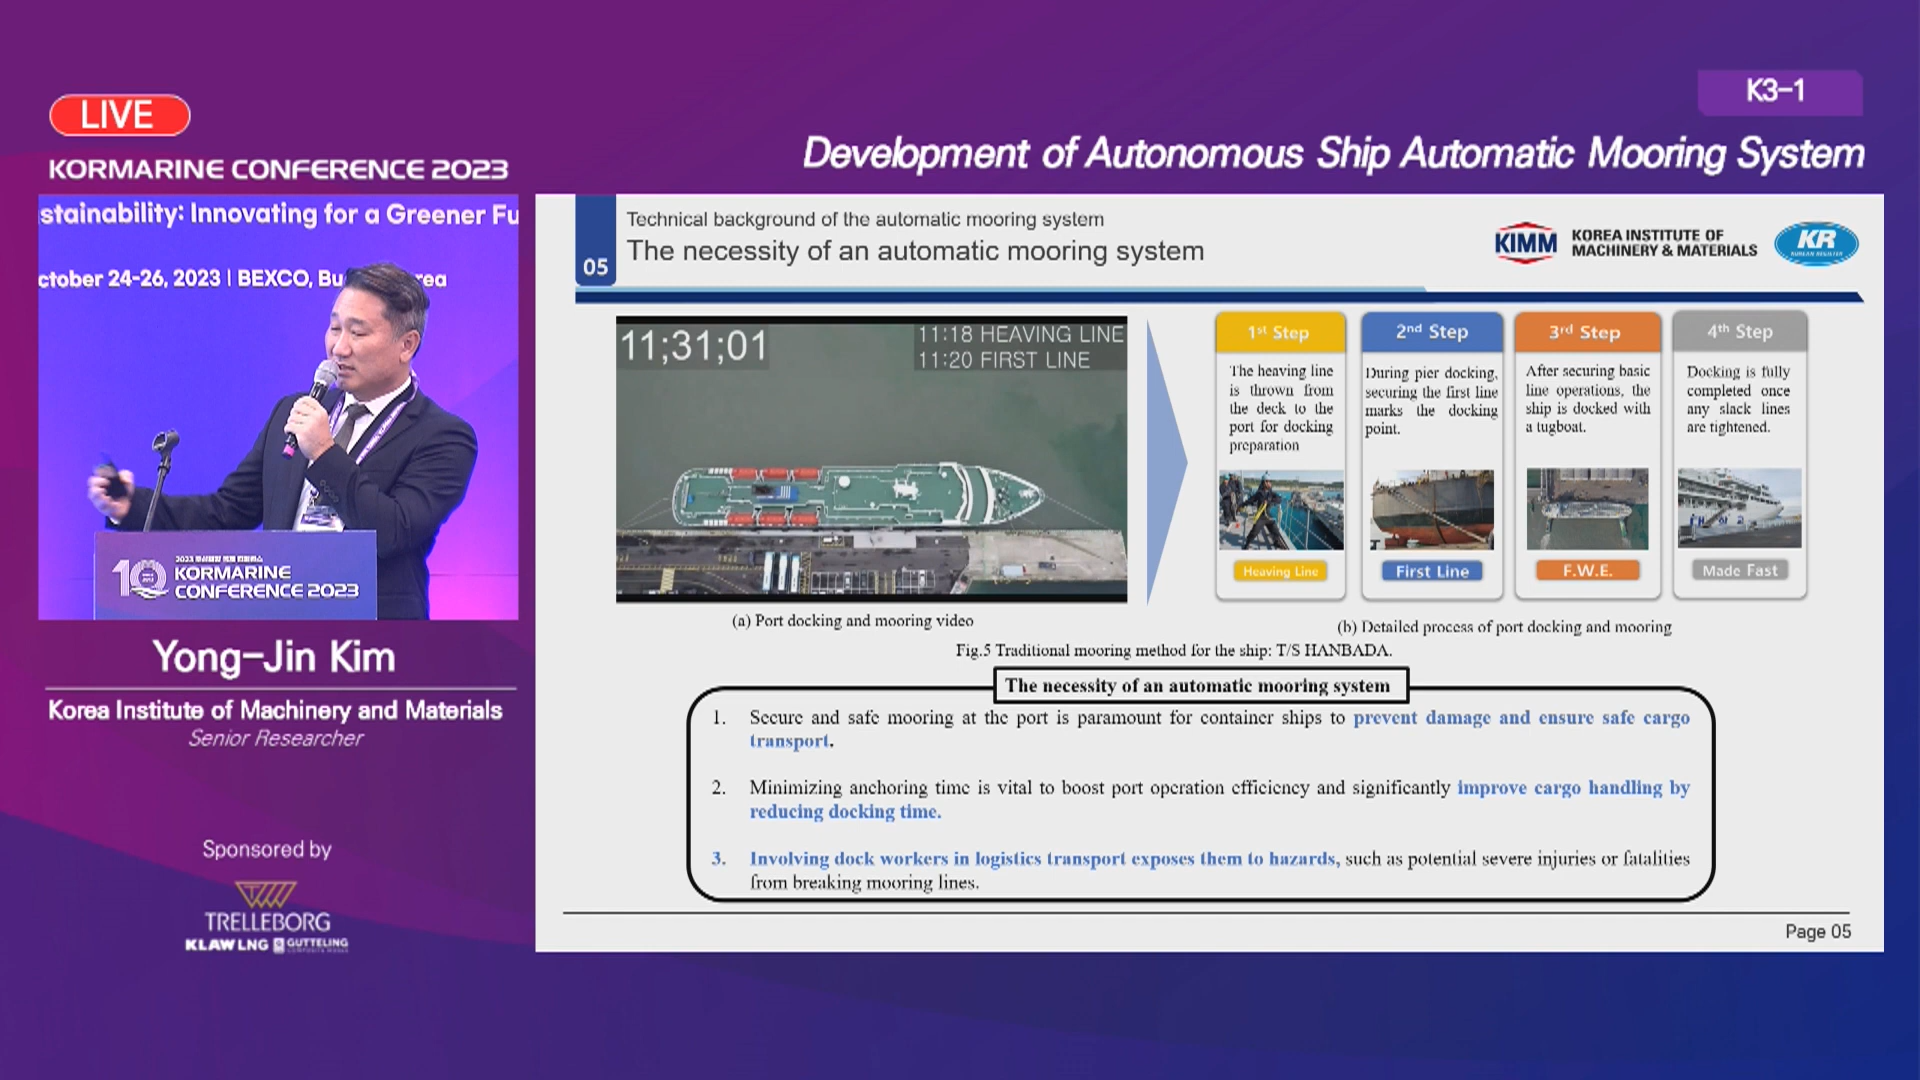 LIVE
KORMARINE CONFERENCE 2023
K3-1
Development of Autonomous Ship Automatic Mooring System
stainability: Innovating for a Greener Fu
ctober 24-26, 2023 | BEXCO, Bu ea
10
KORMARINE
CONFERENCE 2023
Yong-Jin Kim
Korea Institute of Machinery and Materials
Senior Researcher
Sponsored by
TRELLEBORG
KLAW LNG GUTTELING
05
Technical background of the automatic mooring system
The necessity of an automatic mooring system
KIMM
KOREA INSTITUTE OF
MACHINERY & MATERIALS
KR
KOREAN REGISTER
11;31;01
11:18 HEAVING LINE
11:20 FIRST LINE
(a) Port docking and mooring video
1st Step
The heaving line
is thrown from
the deck to the
port for docking
preparation
Heaving Line
2nd Step
During pier docking,
securing the first line
marks the docking
point.
First Line
3rd Step
After securing basic
line operations, the
ship is docked with
a tugboat.
F.W.E.
4th Step
Docking is fully
completed once
any slack lines
are tightened.
Made Fast
(b) Detailed process of port docking and mooring
Fig.5 Traditional mooring method for the ship: T/S HANBADA.
The necessity of an automatic mooring system
1. Secure and safe mooring at the port is paramount for container ships to prevent damage and ensure safe cargo
transport.
2. Minimizing anchoring time is vital to boost port operation efficiency and significantly improve cargo handling by
reducing docking time.
3. Involving dock workers in logistics transport exposes them to hazards, such as potential severe injuries or fatalities
from breaking mooring lines.
Page 05